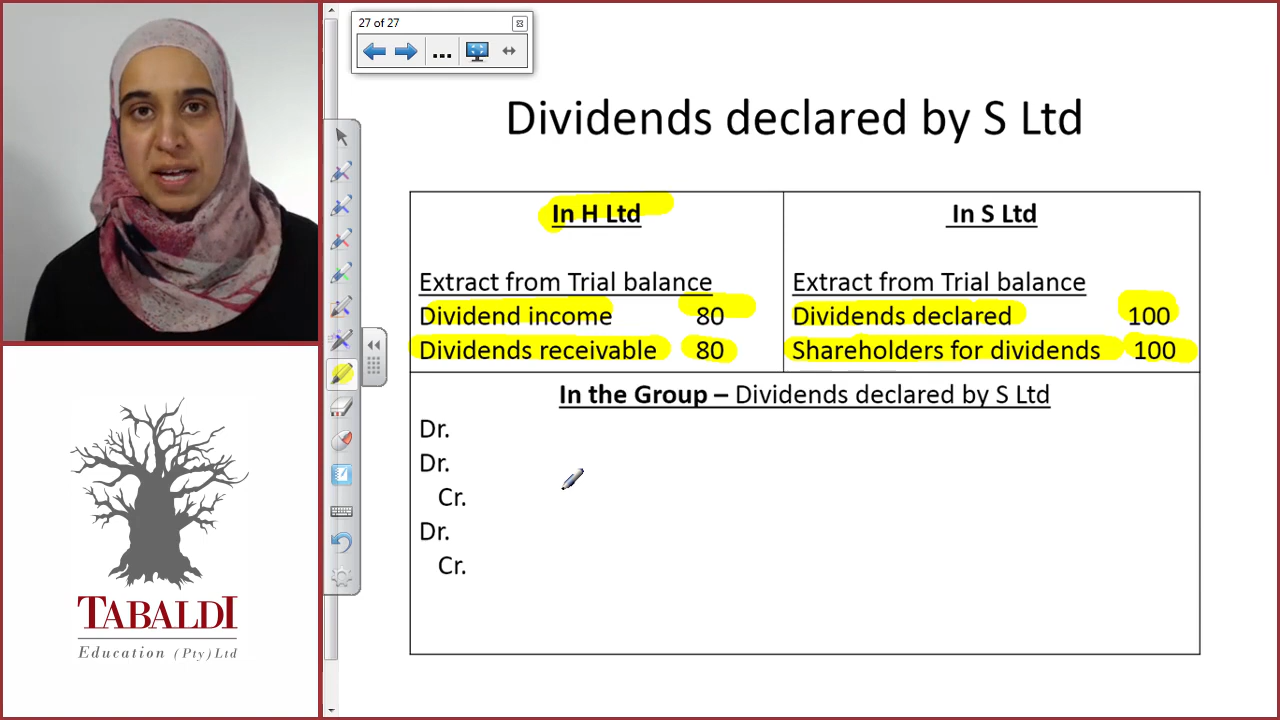 27 of 27
Dividends declared by S Ltd
In H Ltd
Extract from Trial balance
Dividend income 80
Dividends receivable 80
In S Ltd
Extract from Trial balance
Dividends declared 100
Shareholders for dividends 100
In the Group – Dividends declared by S Ltd
Dr.
Dr.
Cr.
Dr.
Cr.
TABALDI
Education (Pty) Ltd